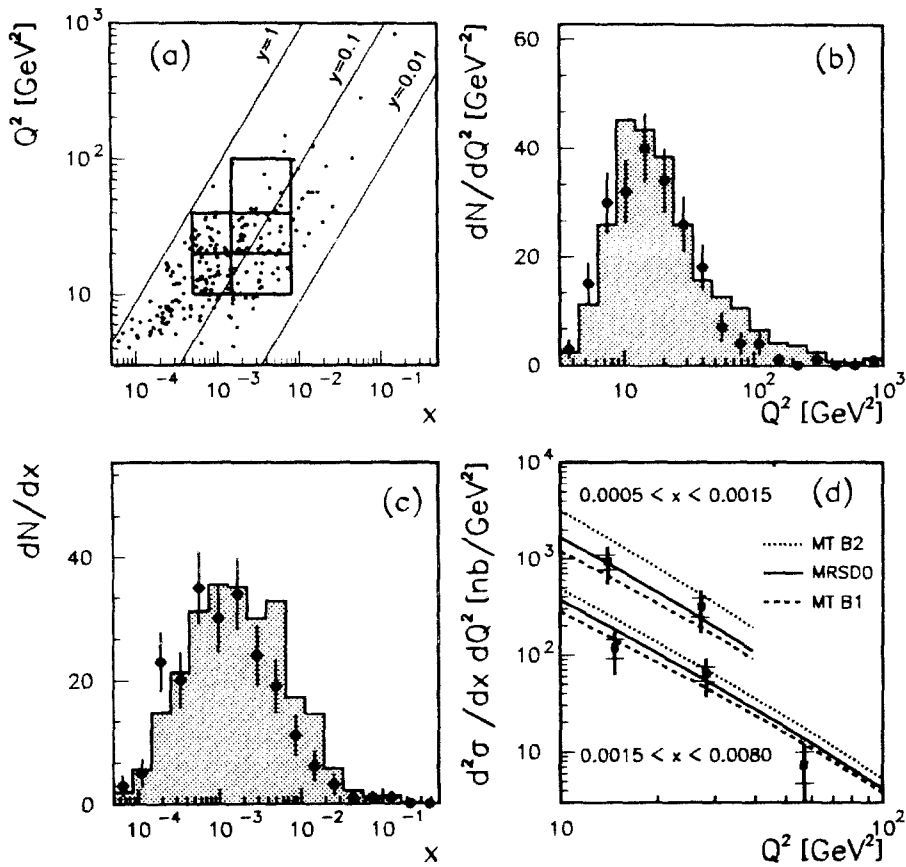 (a)
Q² [GeV²]
10³
10²
10
y=1
y=0.1
y=0.01
10⁻⁴ 10⁻³ 10⁻² 10⁻¹
x
(b)
dN/dQ² [GeV⁻²]
60
40
20
0
10 10² 10³
Q² [GeV²]
(c)
dN/dx
40
20
0
10⁻⁴ 10⁻³ 10⁻² 10⁻¹
x
(d)
d²σ/dx dQ² [nb/GeV²]
10⁴
10³
10²
10
0.0005 < x < 0.0015
MT B2
MRSD0
MT B1
0.0015 < x < 0.0080
10 10²
Q² [GeV²]